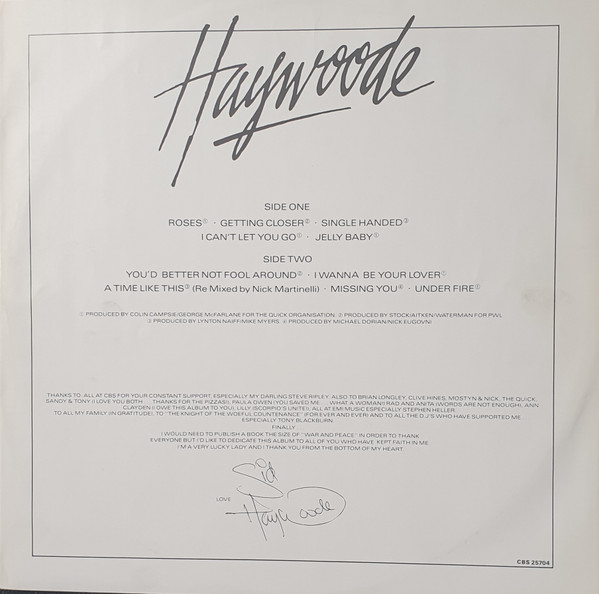 Haywoode
SIDE ONE
ROSES① · GETTING CLOSER② · SINGLE HANDED③
I CAN'T LET YOU GO① · JELLY BABY①
SIDE TWO
YOU'D BETTER NOT FOOL AROUND② · I WANNA BE YOUR LOVER①
A TIME LIKE THIS③ (Re Mixed by Nick Martinelli) · MISSING YOU④ · UNDER FIRE①
① PRODUCED BY COLIN CAMPSIE/GEORGE McFARLANE FOR THE QUICK ORGANISATION. ② PRODUCED BY STOCK/AITKEN/WATERMAN FOR PWL.
③ PRODUCED BY LYNTON NAIFF/MIKE MYERS. ④ PRODUCED BY MICHAEL DORIAN/NICK EUGOVNI.
THANKS TO: ALL AT CBS FOR YOUR CONSTANT SUPPORT, ESPECIALLY MY DARLING STEVE RIPLEY. ALSO TO BRIAN LONGLEY, CLIVE HINES, MOSTYN & NICK, THE QUICK,
SANDY & TONY (I LOVE YOU BOTH . . . THANKS FOR THE PIZZAS!), PAULA OWEN (YOU SAVED ME . . . WHAT A WOMAN!) RAD AND ANITA (WORDS ARE NOT ENOUGH), ANN
CLAYDEN (I OWE THIS ALBUM TO YOU), LILLY (SCORPIO'S UNITE!), ALL AT EMI MUSIC ESPECIALLY STEPHEN HELLER.
TO ALL MY FAMILY (IN GRATITUDE). TO "THE KNIGHT OF THE WOEFUL COUNTENANCE", (FOR EVER AND EVER) AND TO ALL THE D.J.'S WHO HAVE SUPPORTED ME
ESPECIALLY TONY BLACKBURN.
FINALLY
I WOULD NEED TO PUBLISH A BOOK THE SIZE OF "WAR AND PEACE" IN ORDER TO THANK
EVERYONE BUT I'D LIKE TO DEDICATE THIS ALBUM TO ALL OF YOU WHO HAVE KEPT FAITH IN ME
I'M A VERY LUCKY LADY AND I THANK YOU FROM THE BOTTOM OF MY HEART.
Sid
LOVE
Haywoode
CBS 25704